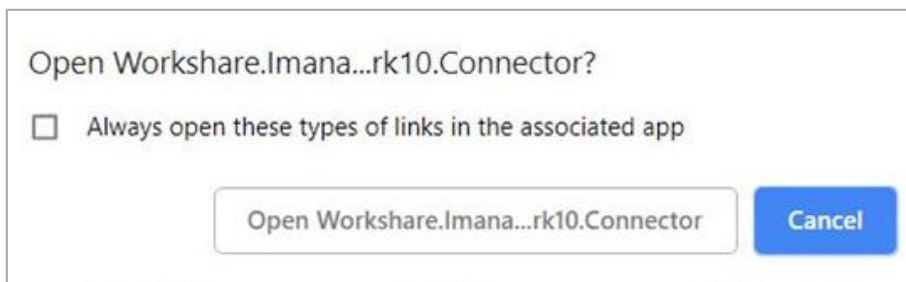 Open Workshare.Imana...rk10.Connector?
Always open these types of links in the associated app
Open Workshare.Imana...rk10.Connector
Cancel